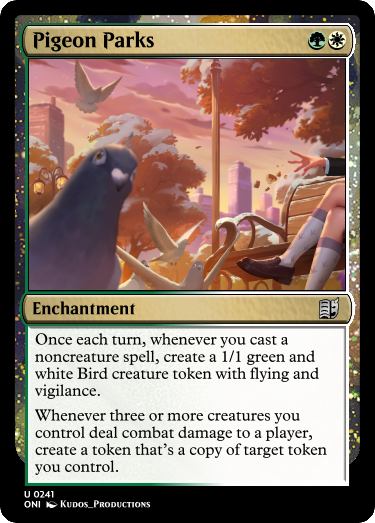 Pigeon Parks
Enchantment
Once each turn, whenever you cast a
noncreature spell, create a 1/1 green and
white Bird creature token with flying and
vigilance.
Whenever three or more creatures you
control deal combat damage to a player,
create a token that's a copy of target token
you control.
U 0241
ONI Kudos_Productions